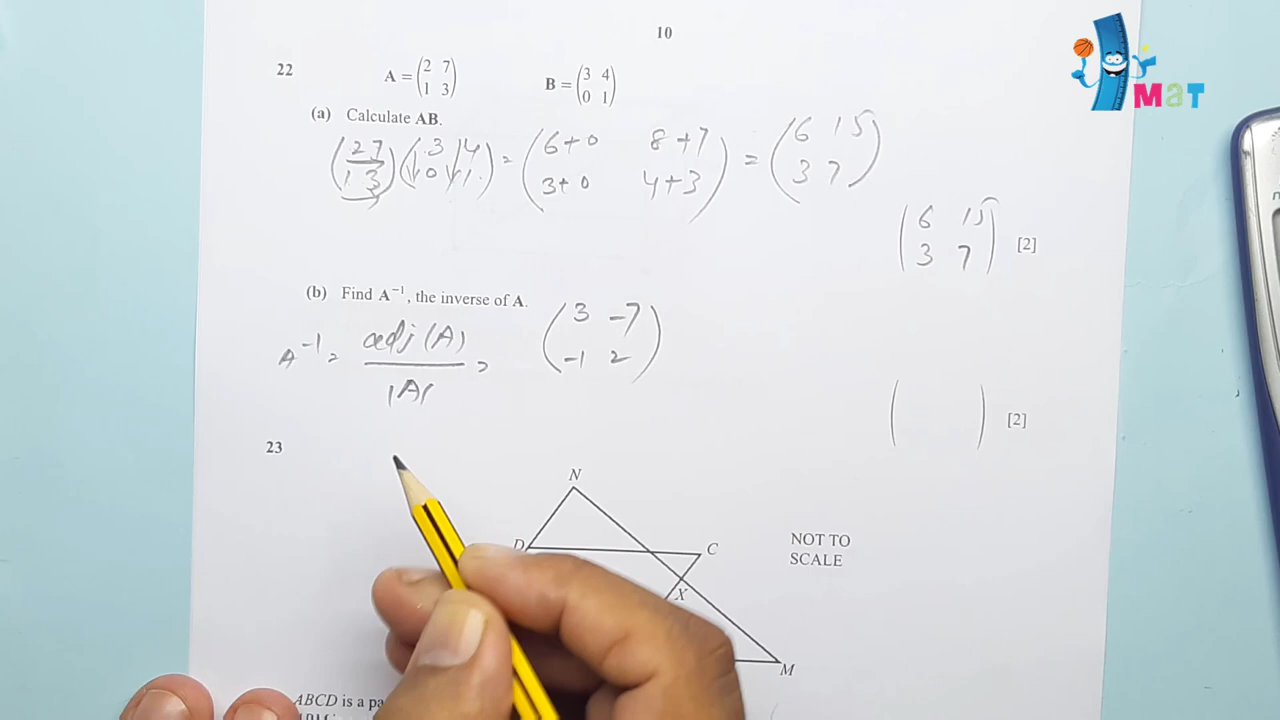 10
MaT
22 A = (2 7 B = (3 4
1 3) 0 1)
(a) Calculate AB.
(2 7 (3 4 = (6+0 8+7 = (6 15
1 3) 0 1) 3+0 4+3) 3 7)
(6 15
3 7) [2]
(b) Find A⁻¹, the inverse of A.
A⁻¹ = adj (A) = (3 -7
|A| -1 2)
( ) [2]
23
N
D C
NOT TO
SCALE
X
M
ABCD is a pa